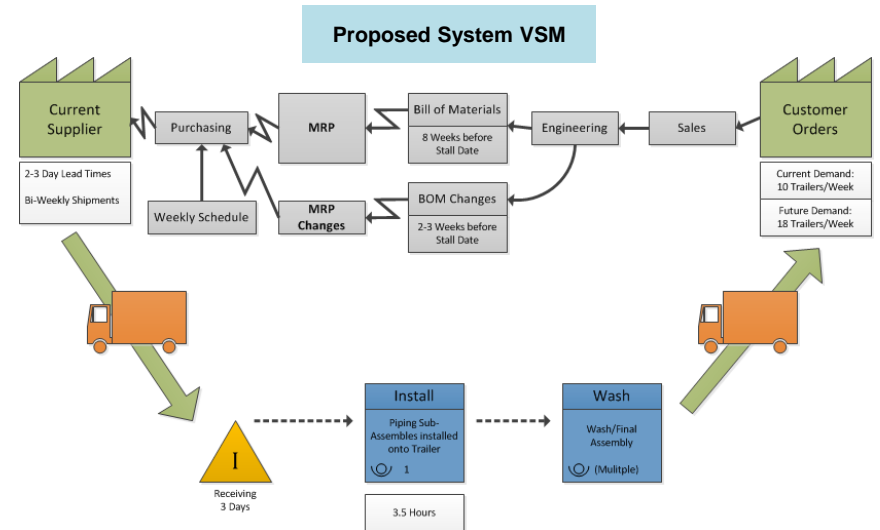 Proposed System VSM
Current
Supplier
2-3 Day Lead Times
Bi-Weekly Shipments
Purchasing
Weekly Schedule
MRP
MRP
Changes
Bill of Materials
8 Weeks before
Stall Date
BOM Changes
2-3 Weeks before
Stall Date
Engineering
Sales
Customer
Orders
Current Demand:
10 Trailers/Week
Future Demand:
18 Trailers/Week
I
Receiving
3 Days
Install
Piping Sub-
Assembles installed
onto Trailer
1
3.5 Hours
Wash
Wash/Final
Assembly
(Mulitple)